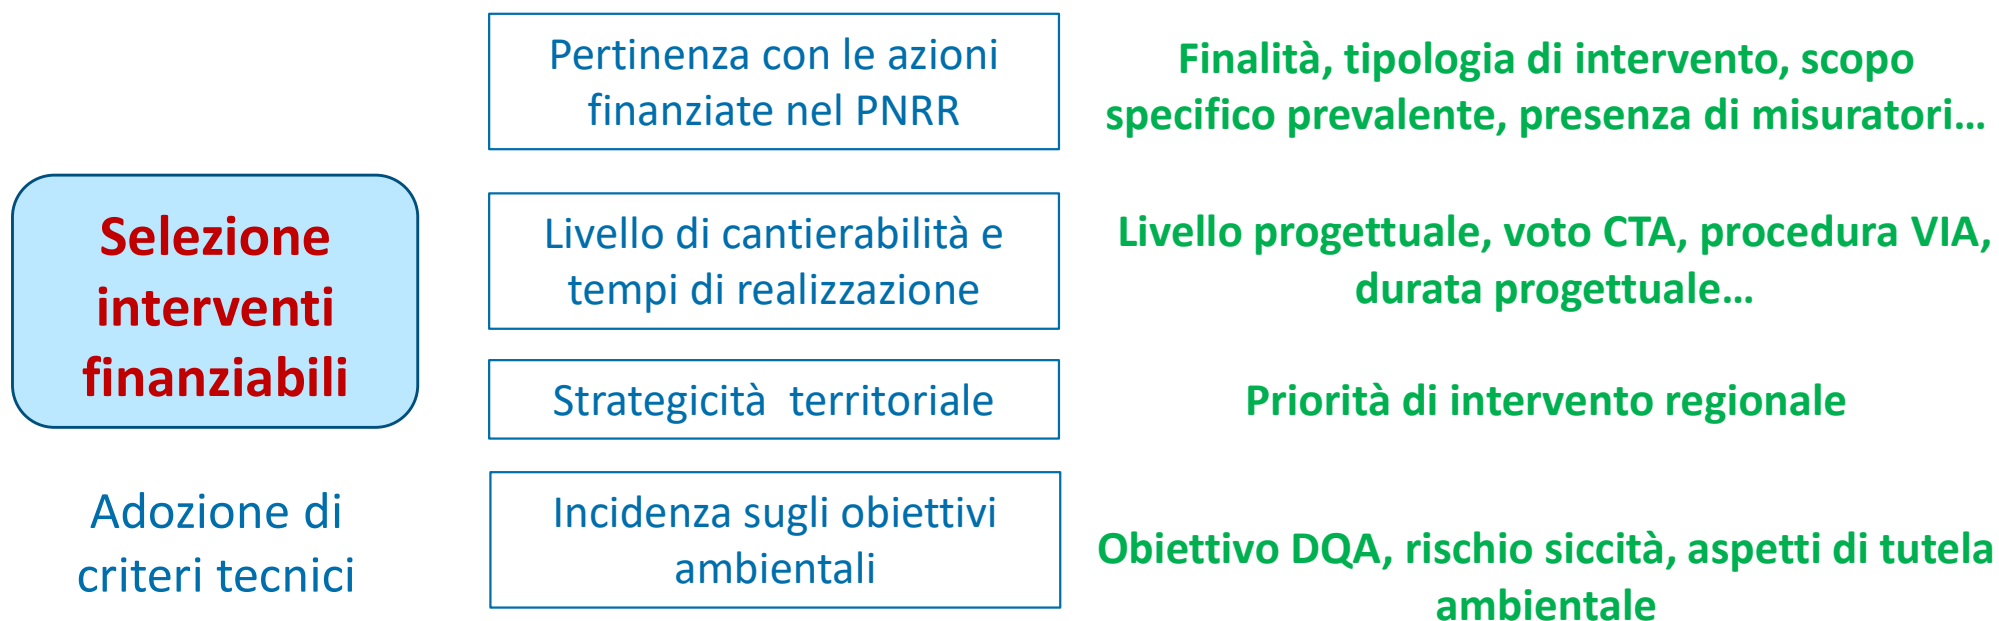 Selezione
interventi
finanziabili
Adozione di
criteri tecnici
Pertinenza con le azioni
finanziate nel PNRR
Finalità, tipologia di intervento, scopo
specifico prevalente, presenza di misuratori…
Livello di cantierabilità e
tempi di realizzazione
Livello progettuale, voto CTA, procedura VIA,
durata progettuale…
Strategicità  territoriale
Priorità di intervento regionale
Incidenza sugli obiettivi
ambientali
Obiettivo DQA, rischio siccità, aspetti di tutela
ambientale